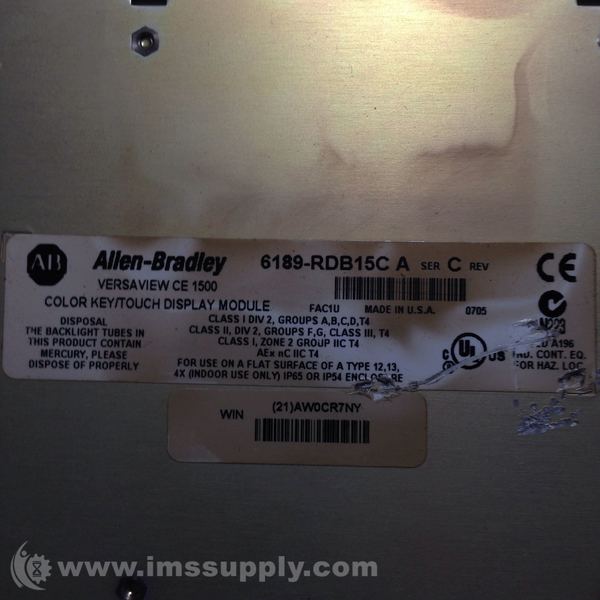 AB Allen-Bradley 6189-RDB15C A SER C REV
VERSAVIEW CE 1500
COLOR KEY/TOUCH DISPLAY MODULE
FAC1U MADE IN U.S.A. 0705
DISPOSAL
THE BACKLIGHT TUBES IN
THIS PRODUCT CONTAIN
MERCURY, PLEASE
DISPOSE OF PROPERLY
CLASS I DIV 2, GROUPS A,B,C,D,T4
CLASS II, DIV 2, GROUPS F,G, CLASS III, T4
CLASS I, ZONE 2 GROUP IIC T4
AEx nC IIC T4
FOR USE ON A FLAT SURFACE OF A TYPE 12,13,
4X (INDOOR USE ONLY) IP65 OR IP54 ENCLOSURE
CE
N223
C UL US
A196
IND. CONT. EQ.
FOR HAZ. LOC.
WIN (21)AW0CR7NY
www.imssupply.com